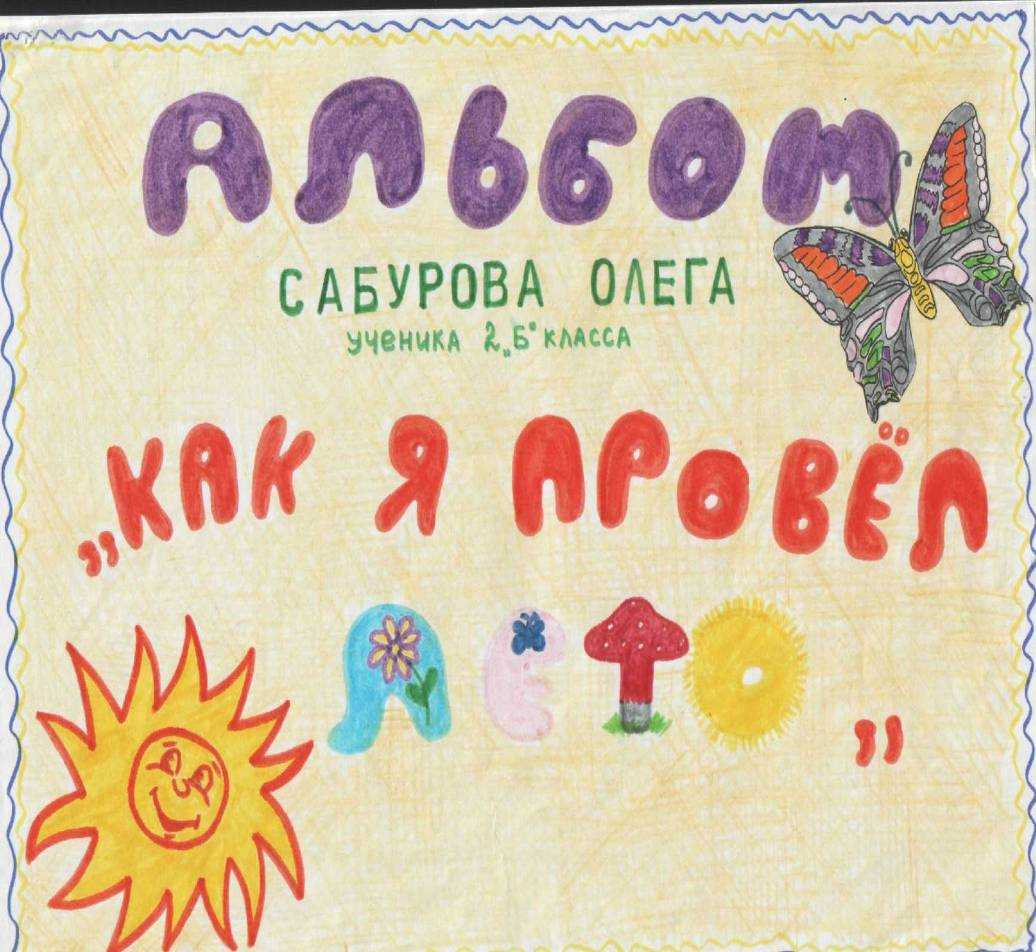 АЛЬБОМ
САБУРОВА ОЛЕГА
ученика 2 „Б“ класса
„КАК Я ПРОВЁЛ
ЛЕТО
”